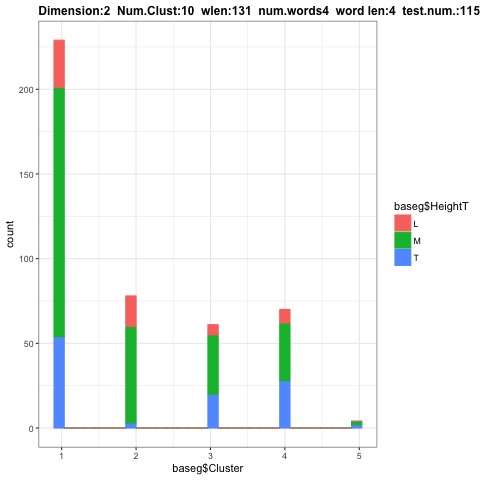 Dimension:2 Num.Clust:10 wlen:131 num.words4 word len:4 test.num.:115
200
150
100
50
0
count
1 2 3 4 5
baseg$Cluster
baseg$HeightT
L
M
T